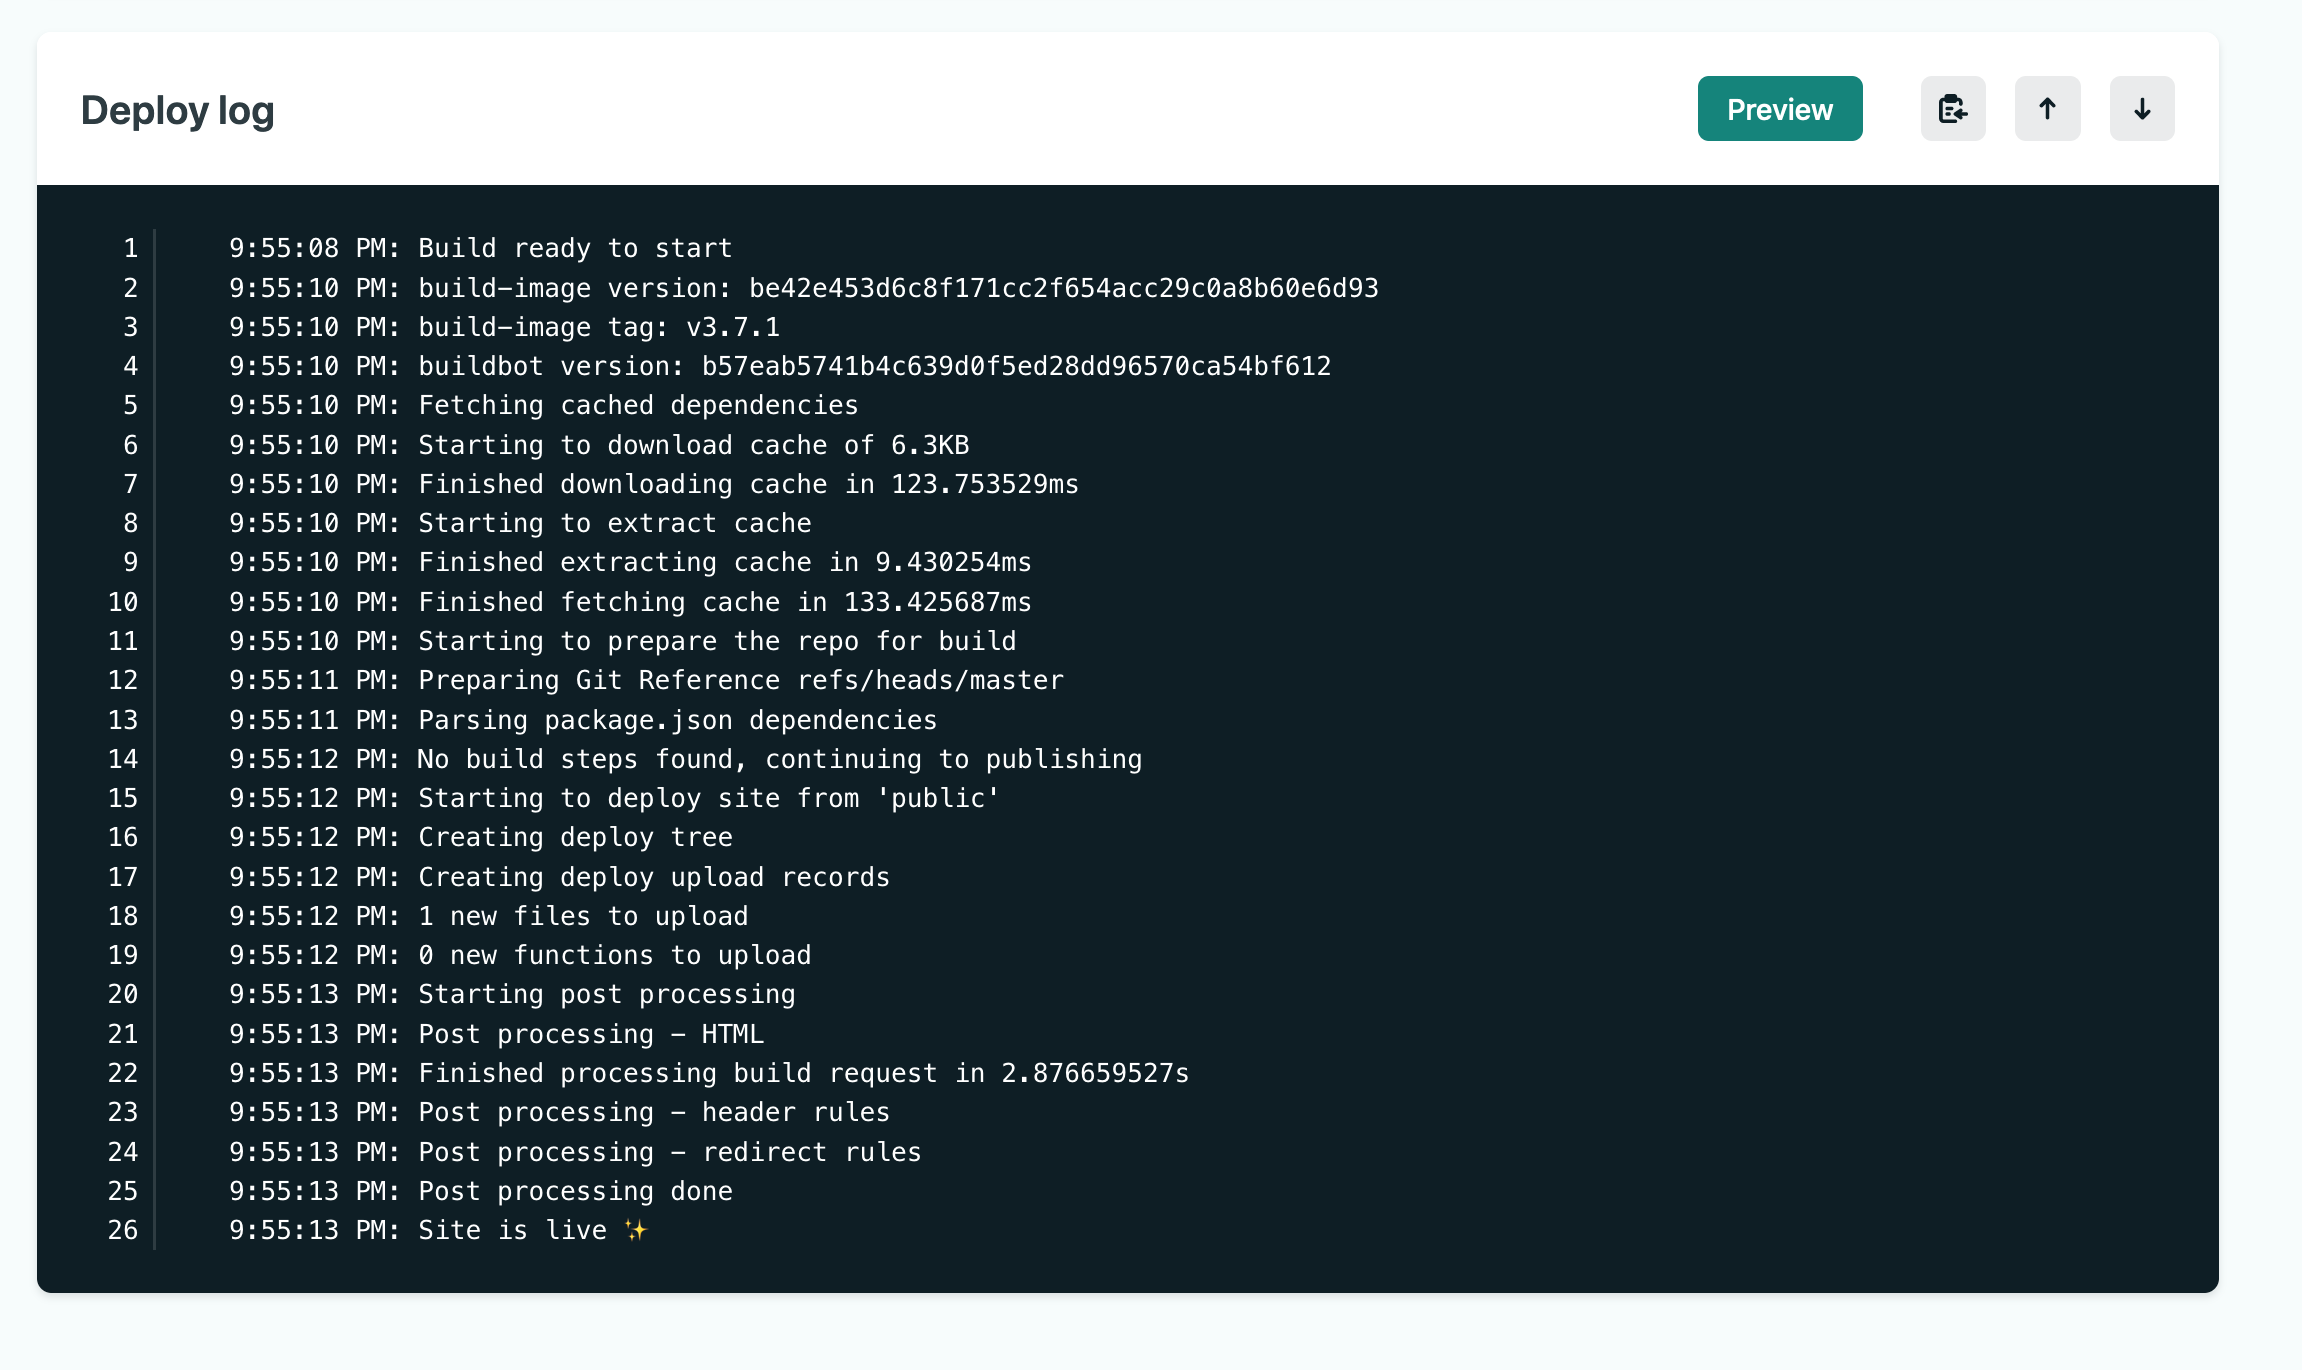 Deploy log
Preview
1 9:55:08 PM: Build ready to start
2 9:55:10 PM: build-image version: be42e453d6c8f171cc2f654acc29c0a8b60e6d93
3 9:55:10 PM: build-image tag: v3.7.1
4 9:55:10 PM: buildbot version: b57eab5741b4c639d0f5ed28dd96570ca54bf612
5 9:55:10 PM: Fetching cached dependencies
6 9:55:10 PM: Starting to download cache of 6.3KB
7 9:55:10 PM: Finished downloading cache in 123.753529ms
8 9:55:10 PM: Starting to extract cache
9 9:55:10 PM: Finished extracting cache in 9.430254ms
10 9:55:10 PM: Finished fetching cache in 133.425687ms
11 9:55:10 PM: Starting to prepare the repo for build
12 9:55:11 PM: Preparing Git Reference refs/heads/master
13 9:55:11 PM: Parsing package.json dependencies
14 9:55:12 PM: No build steps found, continuing to publishing
15 9:55:12 PM: Starting to deploy site from 'public'
16 9:55:12 PM: Creating deploy tree
17 9:55:12 PM: Creating deploy upload records
18 9:55:12 PM: 1 new files to upload
19 9:55:12 PM: 0 new functions to upload
20 9:55:13 PM: Starting post processing
21 9:55:13 PM: Post processing - HTML
22 9:55:13 PM: Finished processing build request in 2.876659527s
23 9:55:13 PM: Post processing - header rules
24 9:55:13 PM: Post processing - redirect rules
25 9:55:13 PM: Post processing done
26 9:55:13 PM: Site is live ✨